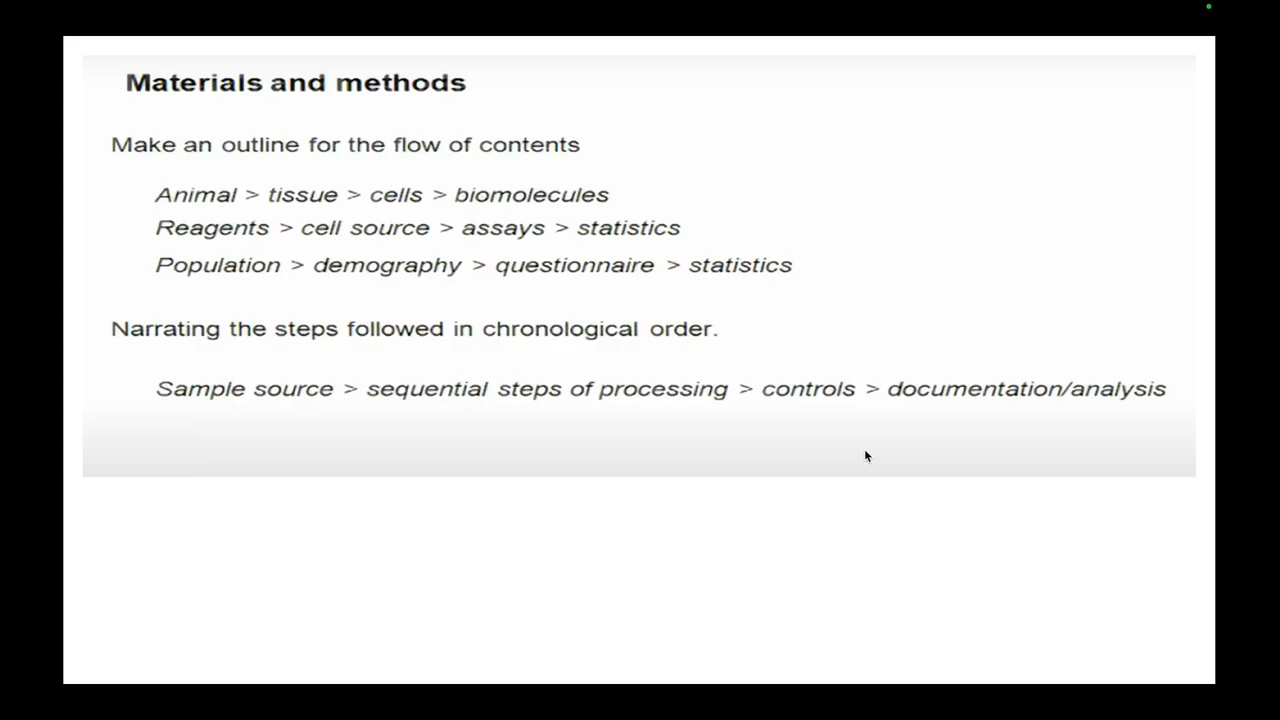 Materials and methods
Make an outline for the flow of contents
Animal > tissue > cells > biomolecules
Reagents > cell source > assays > statistics
Population > demography > questionnaire > statistics
Narrating the steps followed in chronological order.
Sample source > sequential steps of processing > controls > documentation/analysis